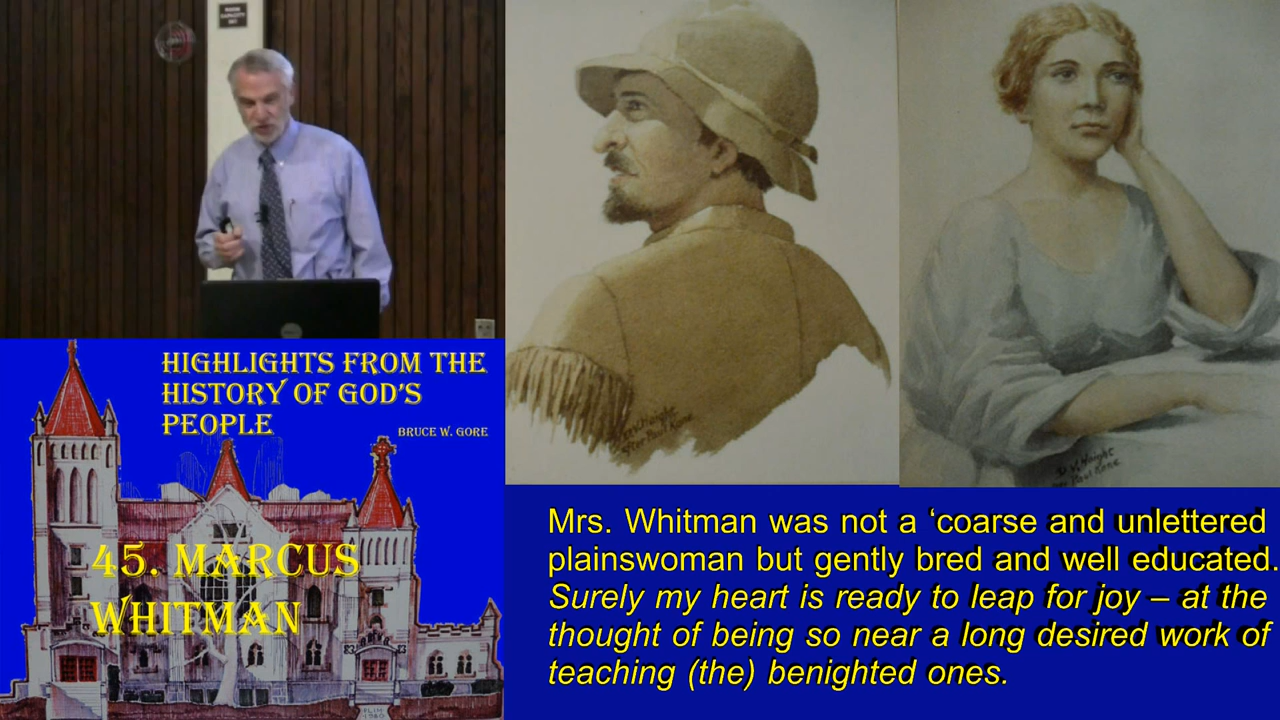 ROOM
CAPACITY
HIGHLIGHTS FROM THE
HISTORY OF GOD'S
PEOPLE
BRUCE W. GORE
45. MARCUS
WHITMAN
Mrs. Whitman was not a ‘coarse and unlettered
plainswoman but gently bred and well educated.
Surely my heart is ready to leap for joy – at the
thought of being so near a long desired work of
teaching (the) benighted ones.